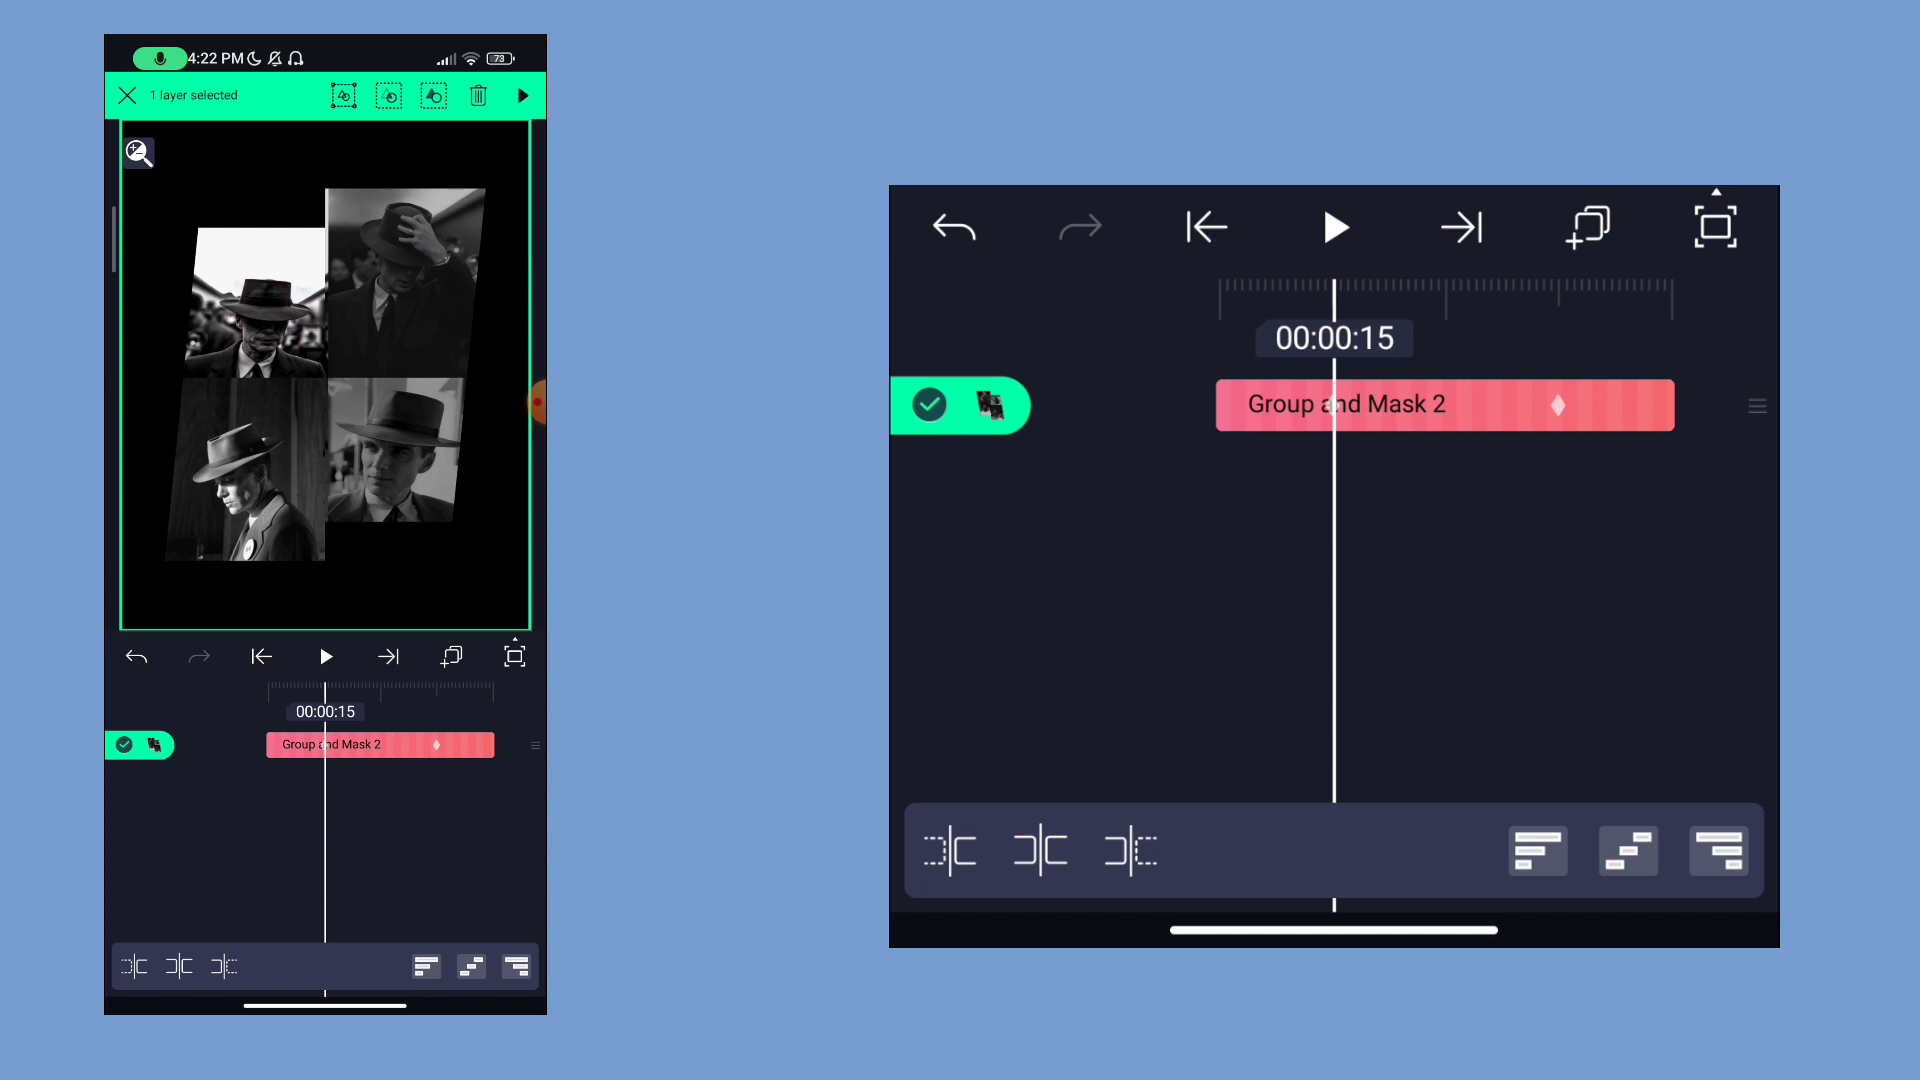 4:22 PM
73
1 layer selected
00:00:15
Group and Mask 2
00:00:15
Group and Mask 2